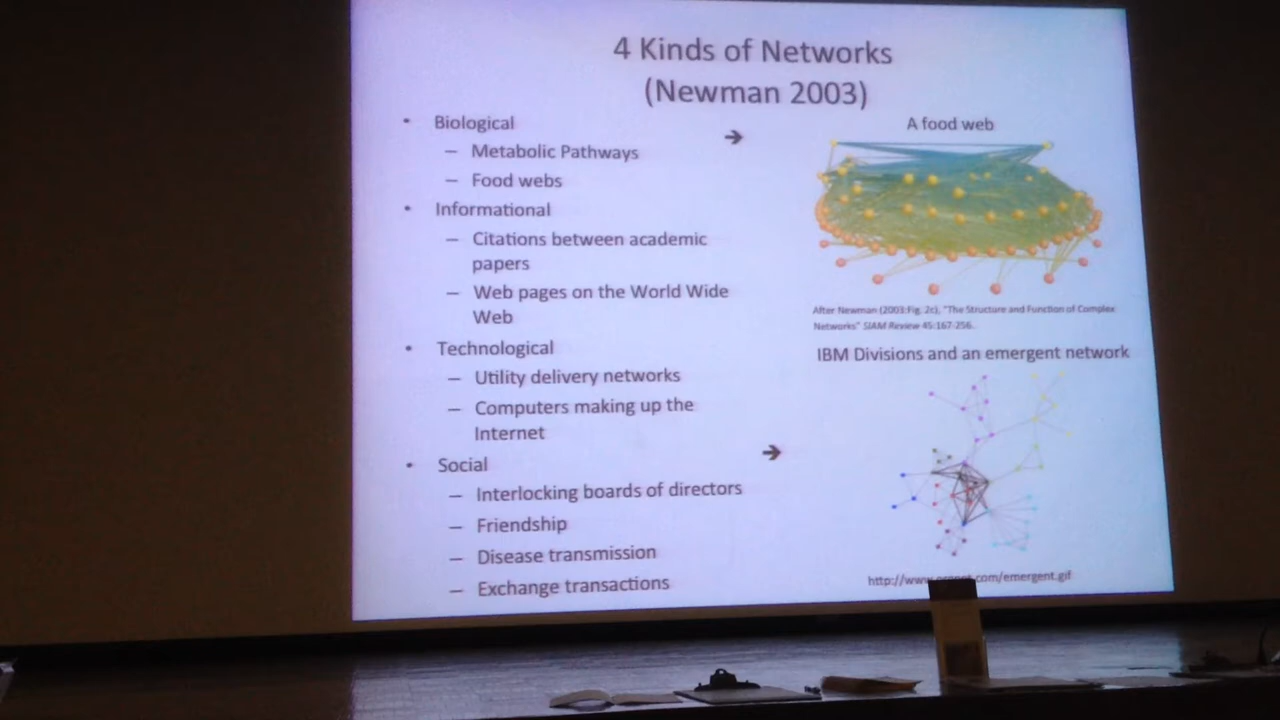 4 Kinds of Networks
(Newman 2003)
• Biological
– Metabolic Pathways
– Food webs
• Informational
– Citations between academic
papers
– Web pages on the World Wide
Web
• Technological
– Utility delivery networks
– Computers making up the
Internet
• Social
– Interlocking boards of directors
– Friendship
– Disease transmission
– Exchange transactions
➔
A food web
After Newman (2003:Fig. 2c), "The Structure and Function of Complex
Networks" SIAM Review 45:167-256.
IBM Divisions and an emergent network
➔
http://www. .com/emergent.gif